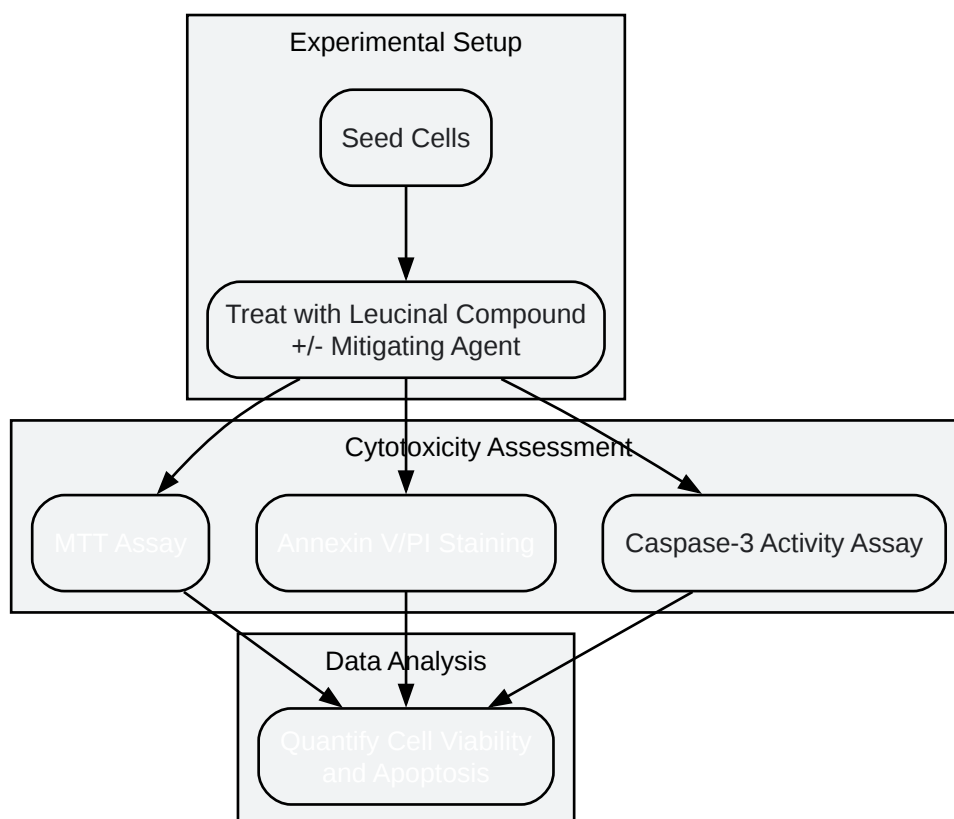 Experimental Setup
Seed Cells
Treat with Leucinal Compound
+/- Mitigating Agent
Cytotoxicity Assessment
MTT Assay
Annexin V/PI Staining
Caspase-3 Activity Assay
Data Analysis
Quantify Cell Viability
and Apoptosis